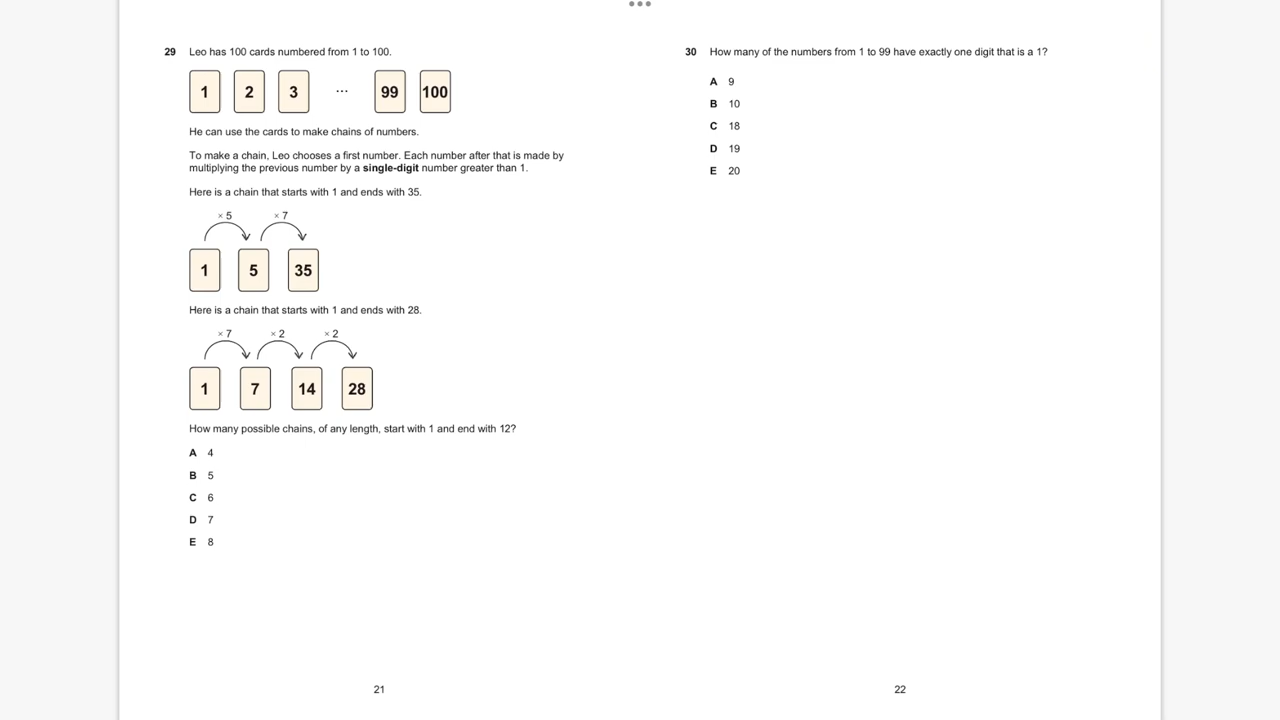 29 Leo has 100 cards numbered from 1 to 100.
1 2 3 ... 99 100
He can use the cards to make chains of numbers.
To make a chain, Leo chooses a first number. Each number after that is made by
multiplying the previous number by a single-digit number greater than 1.
Here is a chain that starts with 1 and ends with 35.
× 5 × 7
1 5 35
Here is a chain that starts with 1 and ends with 28.
× 7 × 2 × 2
1 7 14 28
How many possible chains, of any length, start with 1 and end with 12?
A 4
B 5
C 6
D 7
E 8
21
30 How many of the numbers from 1 to 99 have exactly one digit that is a 1?
A 9
B 10
C 18
D 19
E 20
22